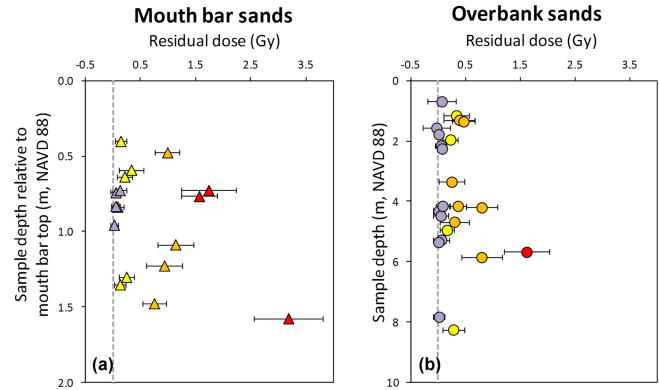 Mouth bar sands
Residual dose (Gy)
-0.5 0.5 1.5 2.5 3.5
0.0
0.5
1.0
1.5
2.0
Sample depth relative to
mouth bar top (m, NAVD 88)
(a)
Overbank sands
Residual dose (Gy)
-0.5 0.5 1.5 2.5 3.5
0
2
4
6
8
10
Sample depth (m, NAVD 88)
(b)